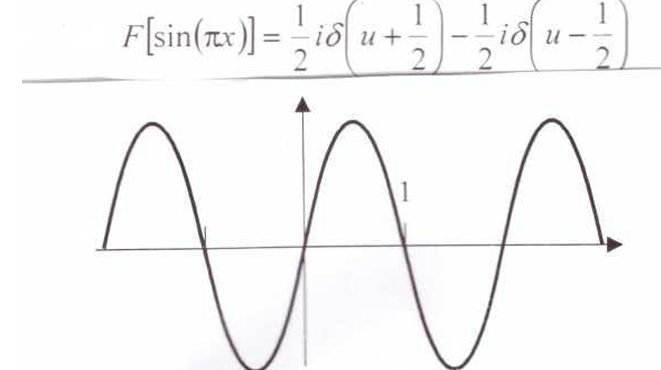 F[sin(πx)] = 1/2 iδ(u + 1/2) − 1/2 iδ(u − 1/2)
1